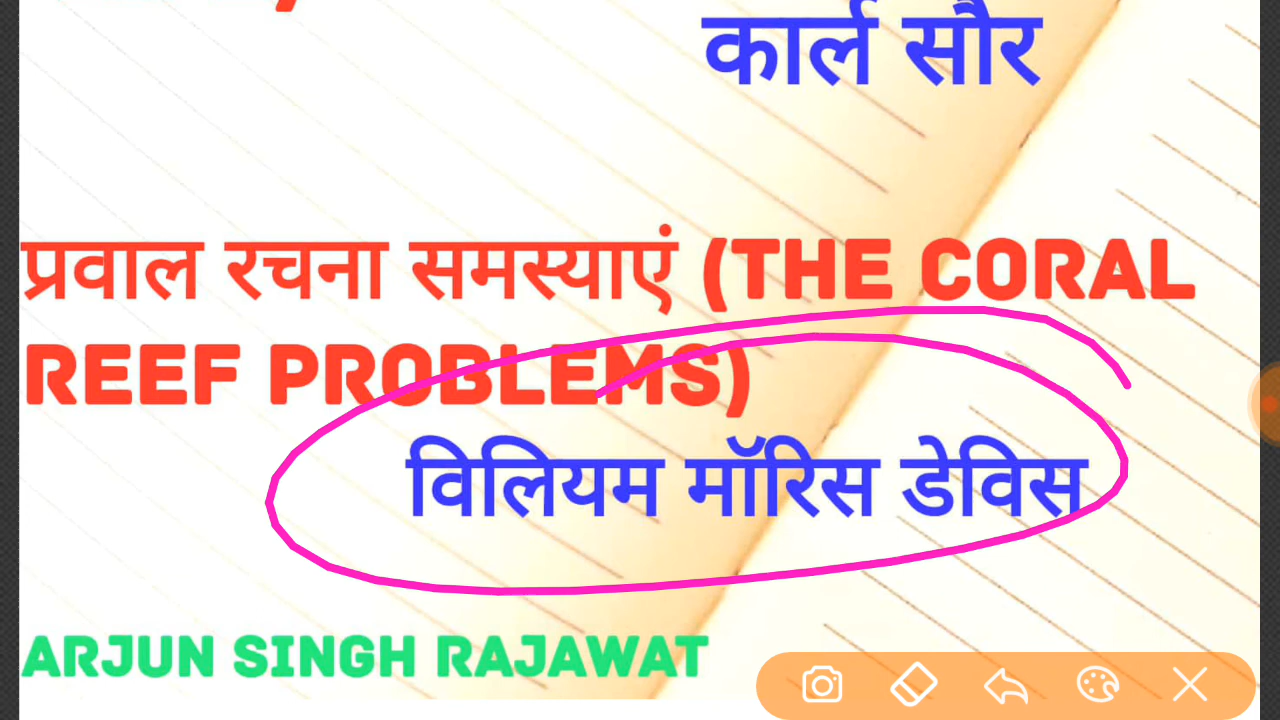 कार्ल सौर
प्रवाल रचना समस्याएं (THE CORAL
REEF PROBLEMS)
विलियम मॉरिस डेविस
ARJUN SINGH RAJAWAT